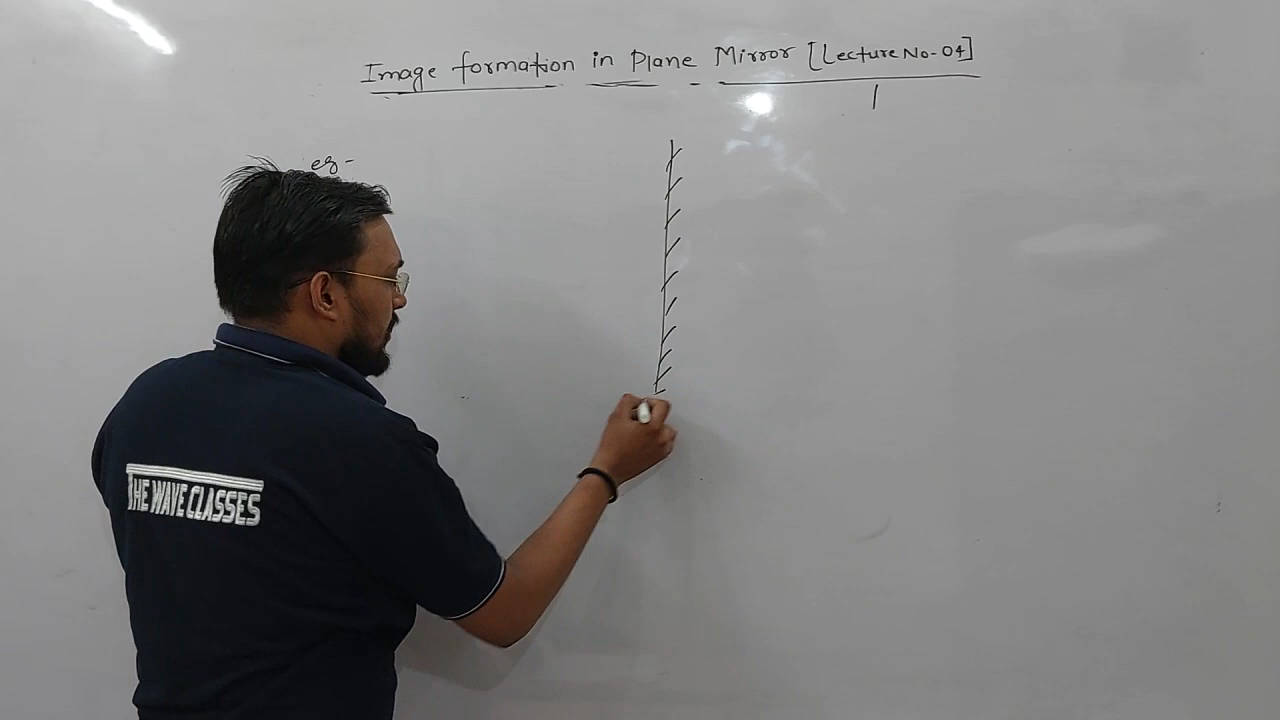 Image formation in Plane Mirror [Lecture No-04]
eg-
THE WAVE CLASSES